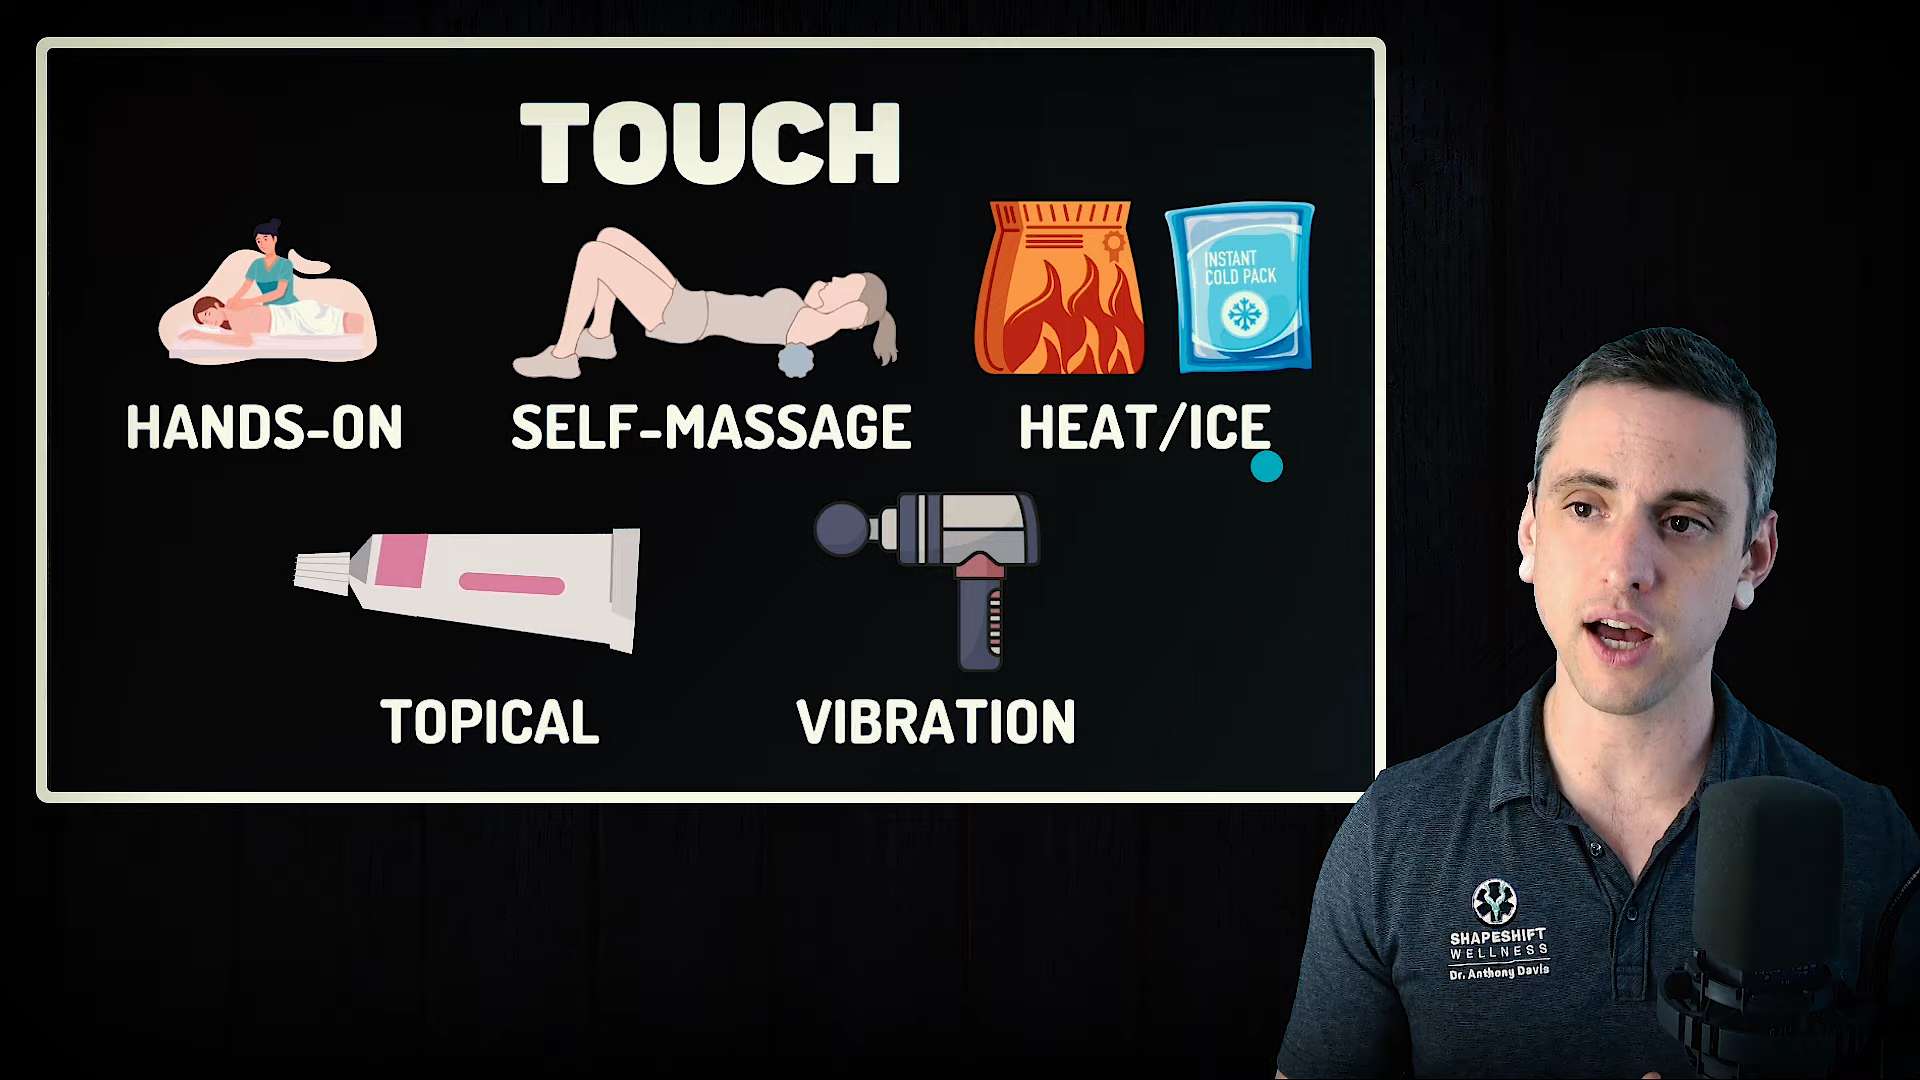 TOUCH
INSTANT
COLD PACK
HANDS-ON
SELF-MASSAGE
HEAT/ICE
TOPICAL
VIBRATION
SHAPESHIFT
WELLNESS
Dr. Anthony Davis